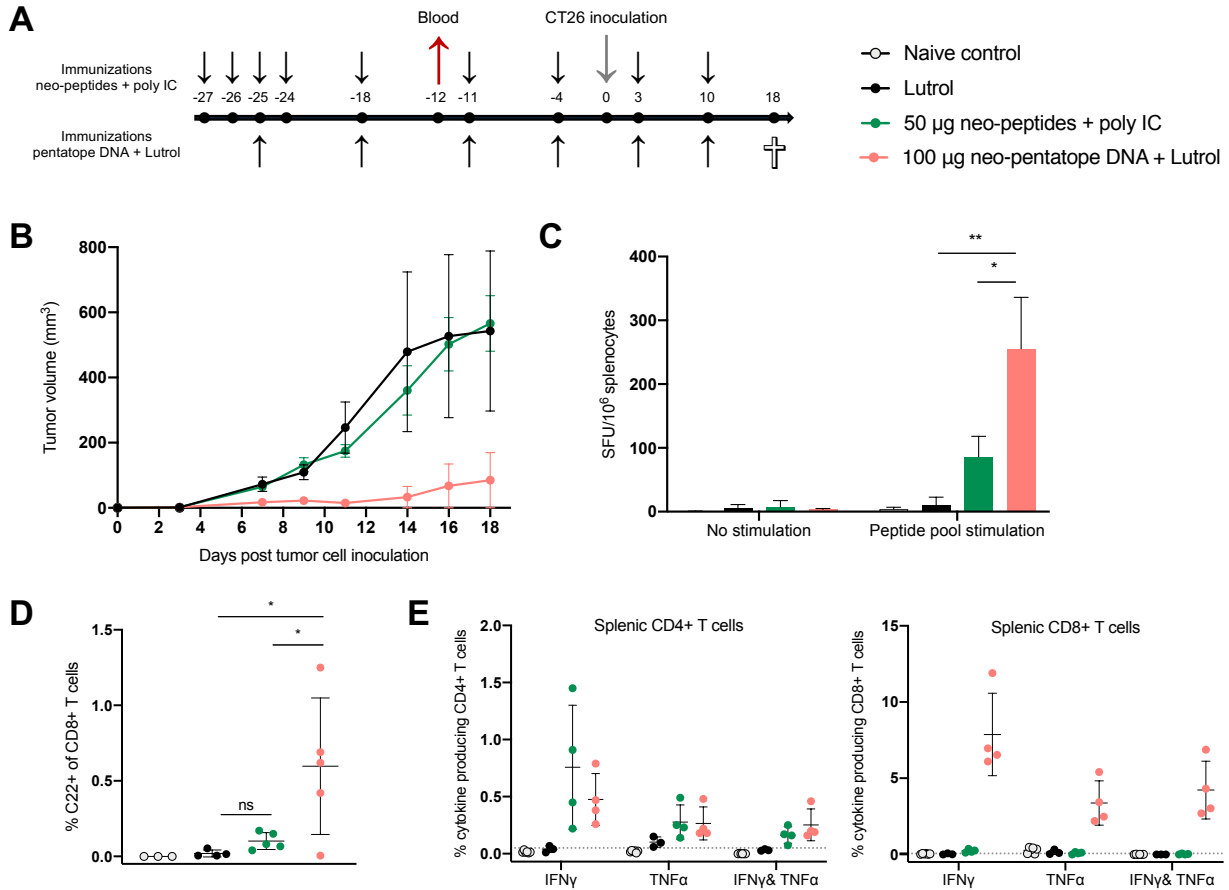 A
Blood
CT26 inoculation
Immunizations
neo-peptides + poly IC
-27 -26 -25 -24 -18 -12 -11 -4 0 3 10 18
Immunizations
pentatope DNA + Lutrol
Naive control
Lutrol
50 µg neo-peptides + poly IC
100 µg neo-pentatope DNA + Lutrol
B
Tumor volume (mm³)
800
600
400
200
0
0 2 4 6 8 10 12 14 16 18
Days post tumor cell inoculation
C
SFU/10⁶ splenocytes
400
300
200
100
0
**
*
No stimulation Peptide pool stimulation
D
% C22+ of CD8+ T cells
1.5
1.0
0.5
0.0
*
*
ns
E
Splenic CD4+ T cells
% cytokine producing CD4+ T cells
2.0
1.5
1.0
0.5
0.0
IFNγ TNFα IFNγ& TNFα
Splenic CD8+ T cells
% cytokine producing CD8+ T cells
15
10
5
0
IFNγ TNFα IFNγ& TNFα